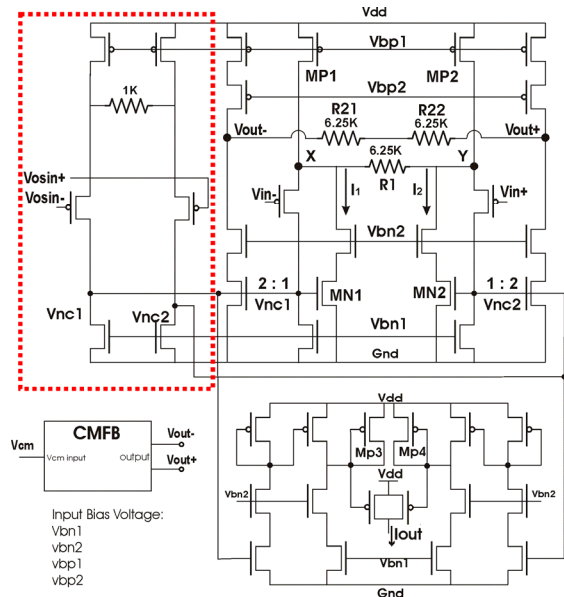 Vdd
Vbp1
MP1
MP2
Vbp2
1K
R21
R22
6.25K
6.25K
Vout-
Vout+
X
6.25K
Y
R1
Vosin+
Vosin-
Vin-
I1
I2
Vin+
Vbn2
2 : 1
1 : 2
Vnc1
MN1
MN2
Vnc2
Vnc1
Vnc2
Vbn1
Gnd
Vdd
Mp3
Mp4
Vdd
Vbn2
Vbn2
Iout
Vbn1
Gnd
CMFB
Vcm
Vcm input
output
Vout-
Vout+
Input Bias Voltage:
Vbn1
vbn2
vbp1
vbp2